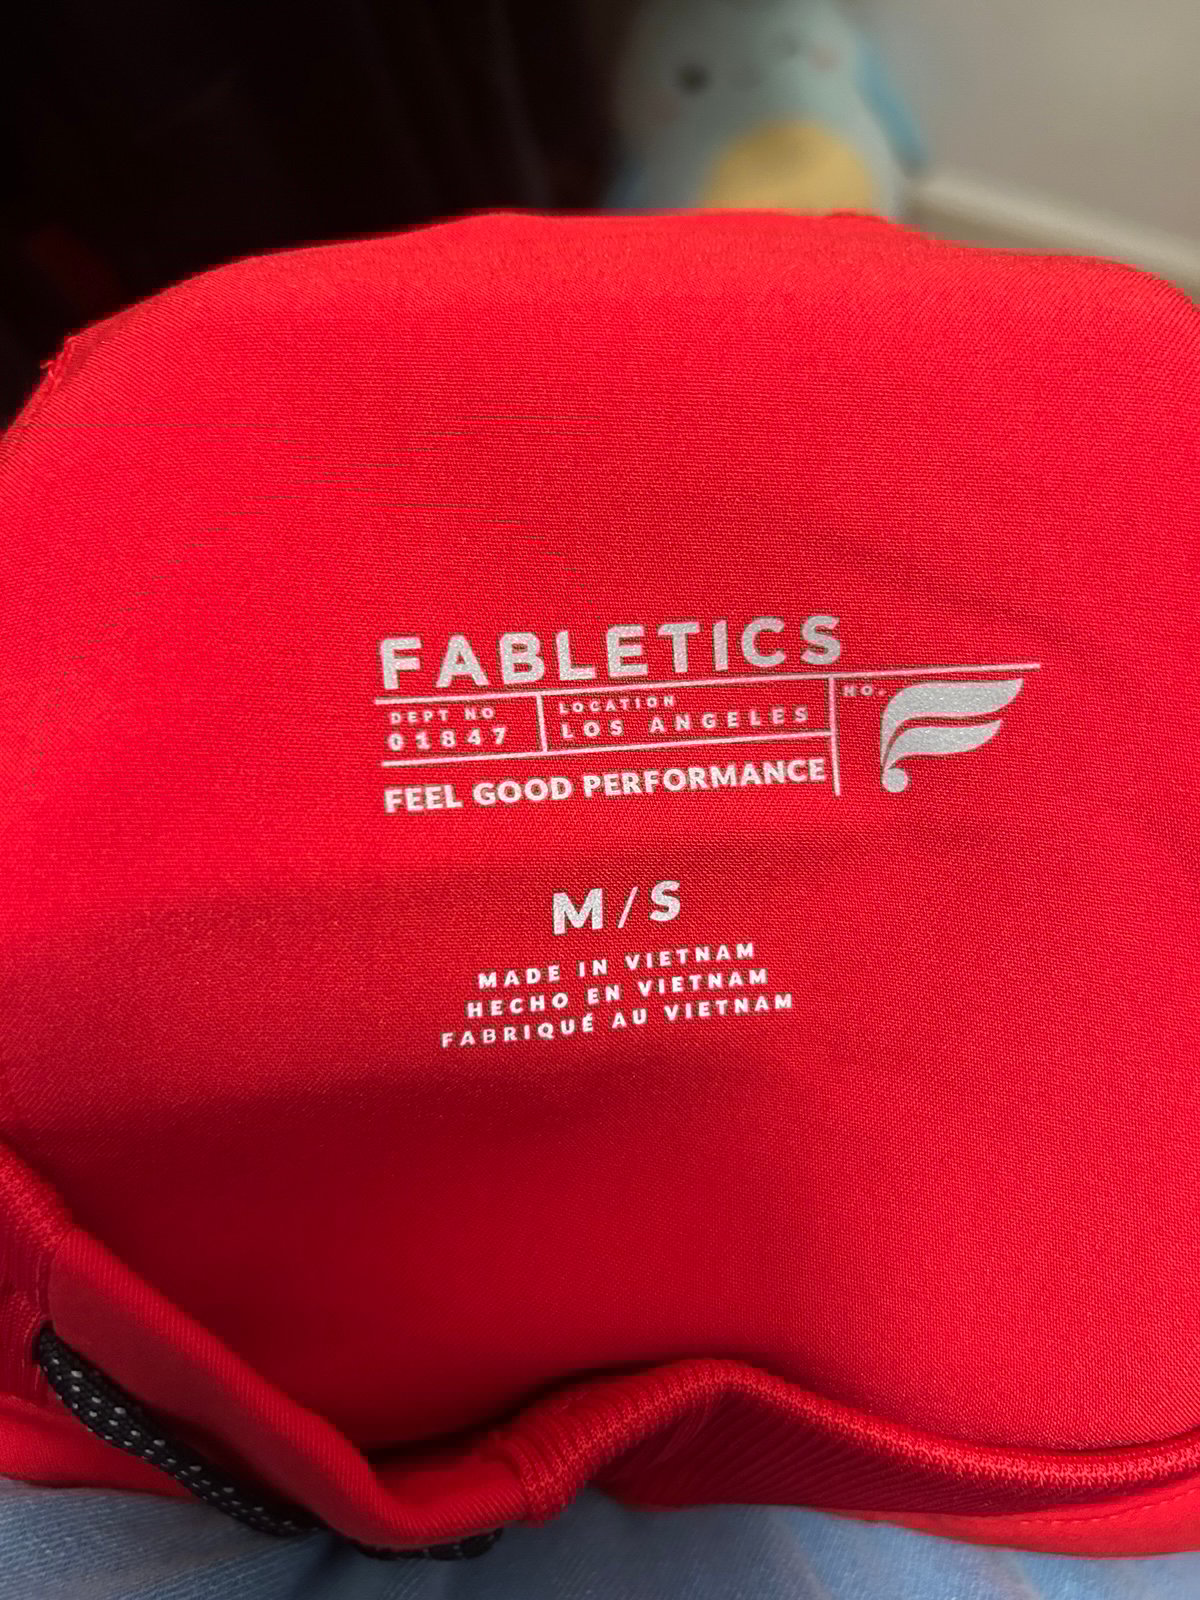 FABLETICS
DEPT NO
01847
LOCATION
LOS ANGELES
NO.
FEEL GOOD PERFORMANCE
M/S
MADE IN VIETNAM
HECHO EN VIETNAM
FABRIQUÉ AU VIETNAM